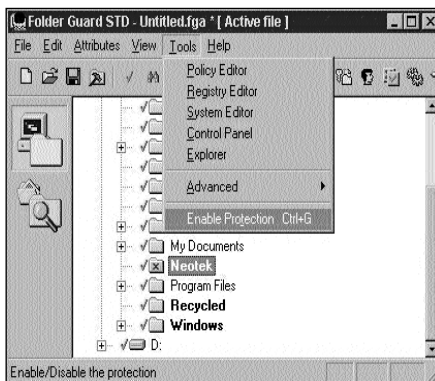 Folder Guard STD - Untitled.fga * [ Active file ]
File Edit Attributes View Tools Help
Policy Editor
Registry Editor
System Editor
Control Panel
Explorer
Advanced
Enable Protection Ctrl+G
My Documents
Neotek
Program Files
Recycled
Windows
D:
Enable/Disable the protection